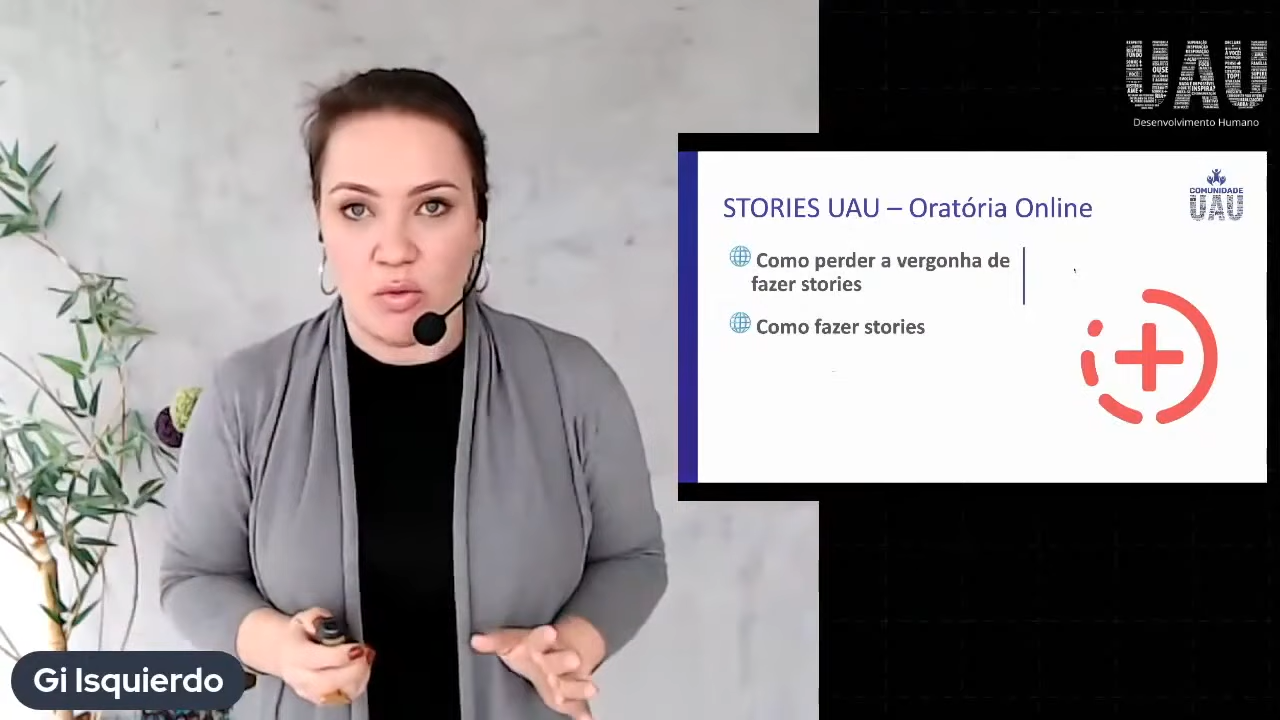 UAU
Desenvolvimento Humano
COMUNIDADE
UAU
STORIES UAU – Oratória Online
Como perder a vergonha de
fazer stories
Como fazer stories
Gi Isquierdo